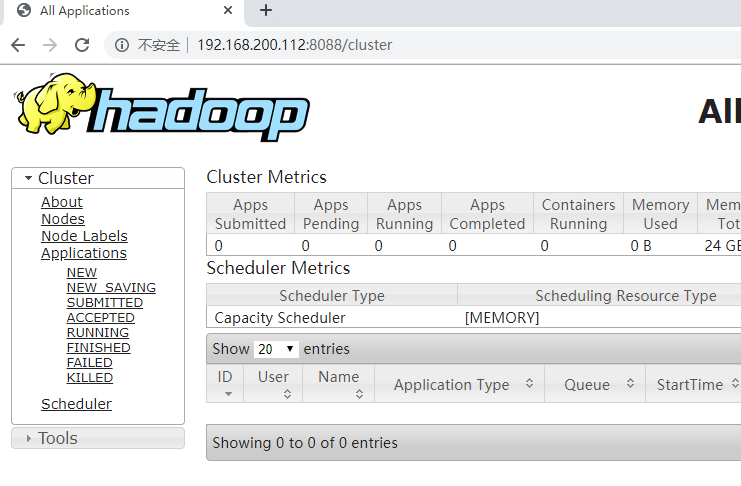 All Applications
不安全 192.168.200.112:8088/cluster
hadoop
All
Cluster
About
Nodes
Node Labels
Applications
NEW
NEW_SAVING
SUBMITTED
ACCEPTED
RUNNING
FINISHED
FAILED
KILLED
Scheduler
Tools
Cluster Metrics
Apps Submitted Apps Pending Apps Running Apps Completed Containers Running Memory Used
0 0 0 0 0 0 B 24
Scheduler Metrics
Scheduler Type Scheduling Resource Type
Capacity Scheduler [MEMORY]
Show 20 entries
ID User Name Application Type Queue StartTime
Showing 0 to 0 of 0 entries